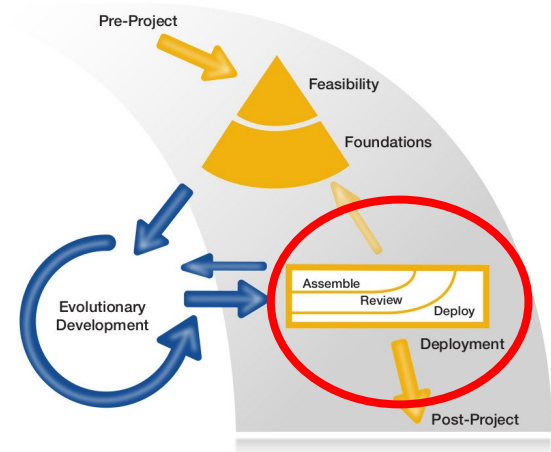 Pre-Project
Feasibility
Foundations
Evolutionary
Development
Assemble
Review
Deploy
Deployment
Post-Project